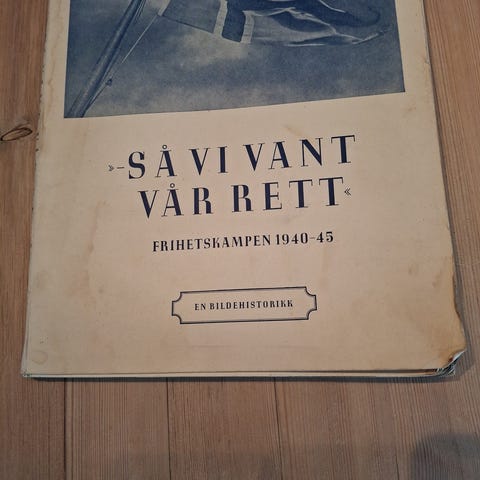 »–SÅ VI VANT
VÅR RETT«
FRIHETSKAMPEN 1940-45
EN BILDEHISTORIKK